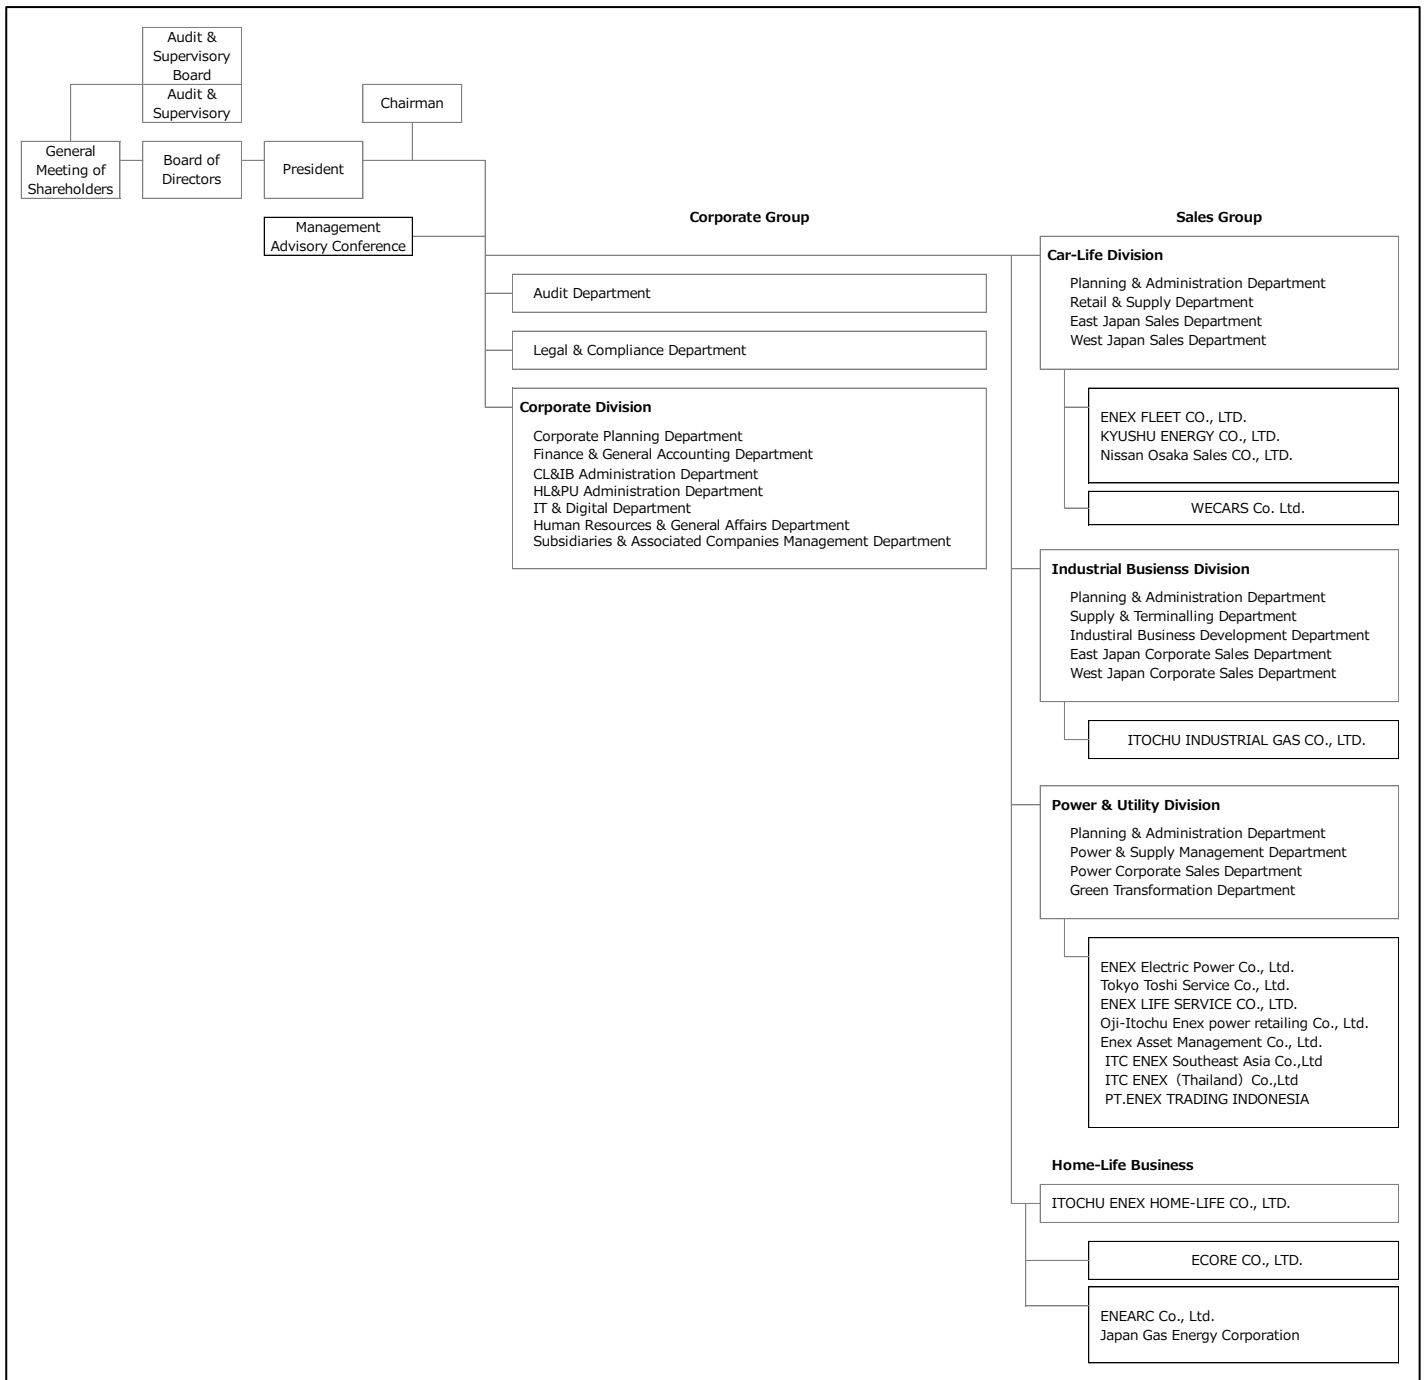 Audit &
Supervisory
Board
Audit &
Supervisory
Chairman
General
Meeting of
Shareholders
Board of
Directors
President
Management
Advisory Conference
Corporate Group
Audit Department
Legal & Compliance Department
Corporate Division
Corporate Planning Department
Finance & General Accounting Department
CL&IB Administration Department
HL&PU Administration Department
IT & Digital Department
Human Resources & General Affairs Department
Subsidiaries & Associated Companies Management Department
Sales Group
Car-Life Division
Planning & Administration Department
Retail & Supply Department
East Japan Sales Department
West Japan Sales Department
ENEX FLEET CO., LTD.
KYUSHU ENERGY CO., LTD.
Nissan Osaka Sales CO., LTD.
WECARS Co. Ltd.
Industrial Busienss Division
Planning & Administration Department
Supply & Terminalling Department
Industiral Business Development Department
East Japan Corporate Sales Department
West Japan Corporate Sales Department
ITOCHU INDUSTRIAL GAS CO., LTD.
Power & Utility Division
Planning & Administration Department
Power & Supply Management Department
Power Corporate Sales Department
Green Transformation Department
ENEX Electric Power Co., Ltd.
Tokyo Toshi Service Co., Ltd.
ENEX LIFE SERVICE CO., LTD.
Oji-Itochu Enex power retailing Co., Ltd.
Enex Asset Management Co., Ltd.
ITC ENEX Southeast Asia Co.,Ltd
ITC ENEX（Thailand）Co.,Ltd
PT.ENEX TRADING INDONESIA
Home-Life Business
ITOCHU ENEX HOME-LIFE CO., LTD.
ECORE CO., LTD.
ENEARC Co., Ltd.
Japan Gas Energy Corporation